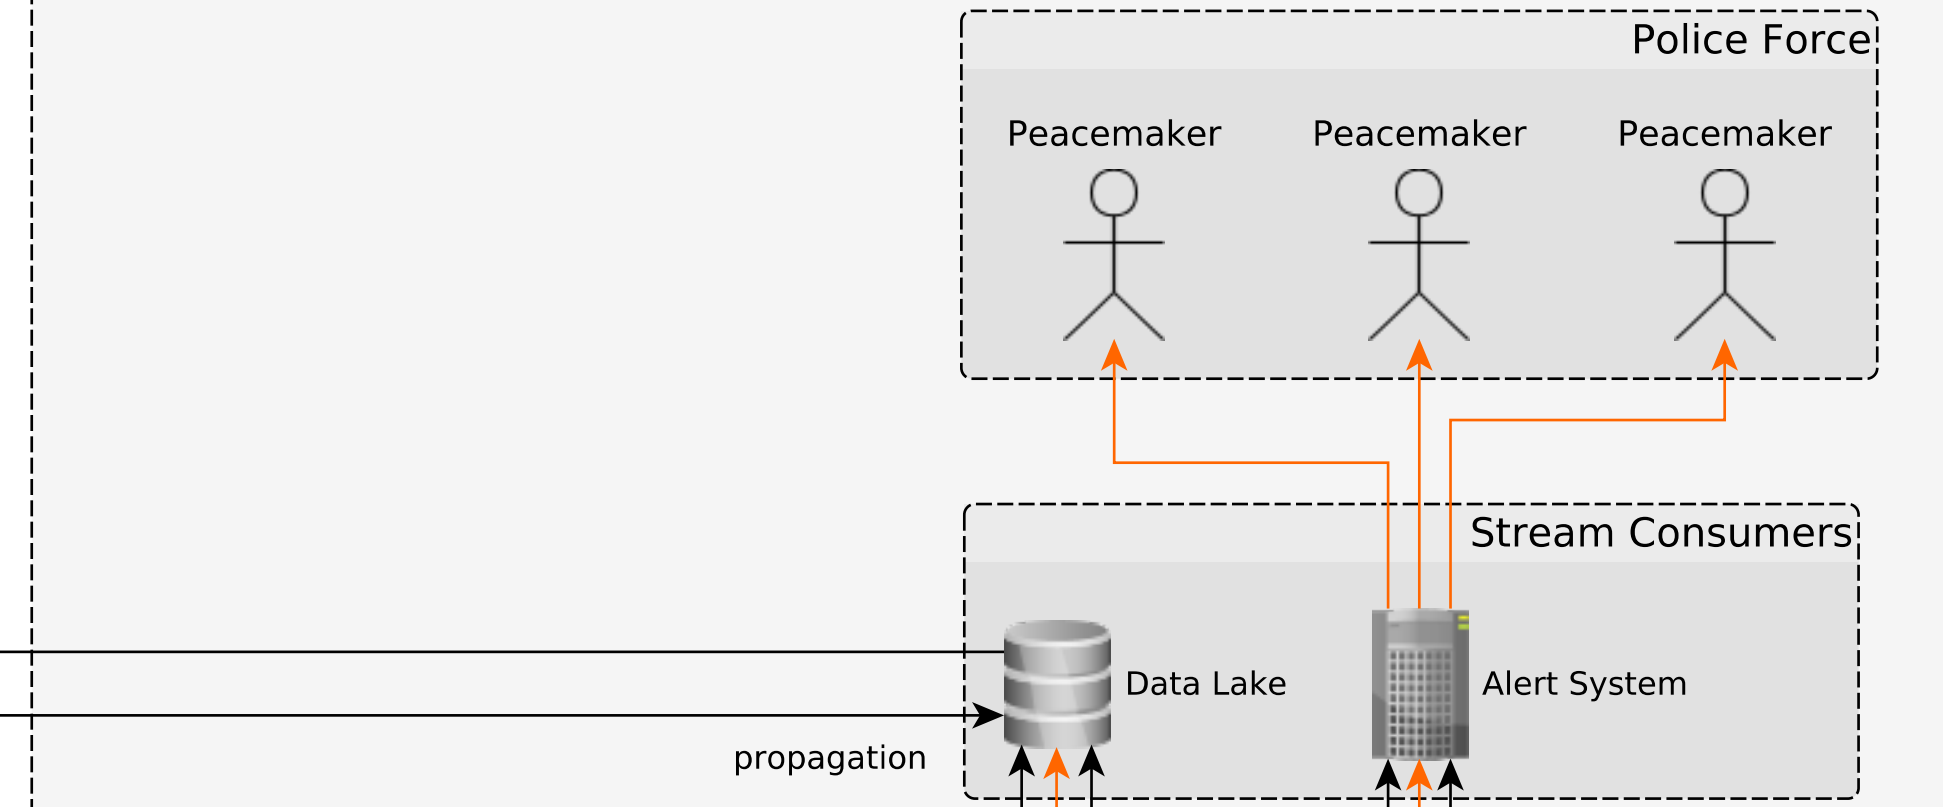 Police Force
Peacemaker
Peacemaker
Peacemaker
Stream Consumers
Data Lake
Alert System
propagation